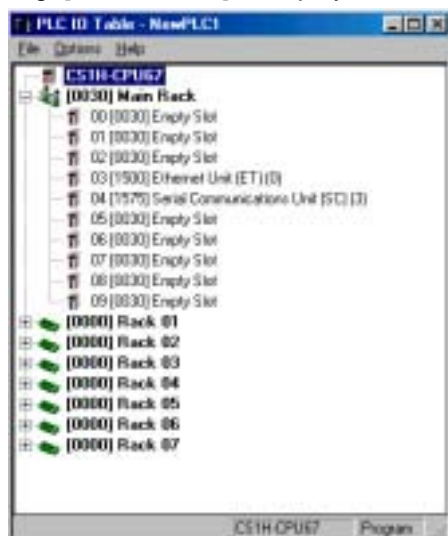 PLC IO Table - NewPLC1
File Options Help
CS1H-CPU67
[0030] Main Rack
00 [0030] Empty Slot
01 [0030] Empty Slot
02 [0030] Empty Slot
03 [1500] Ethernet Unit (ET) (0)
04 [1575] Serial Communications Unit (SC) (3)
05 [0030] Empty Slot
06 [0030] Empty Slot
07 [0030] Empty Slot
08 [0030] Empty Slot
09 [0030] Empty Slot
[0000] Rack 01
[0000] Rack 02
[0000] Rack 03
[0000] Rack 04
[0000] Rack 05
[0000] Rack 06
[0000] Rack 07
CS1H-CPU67 Program